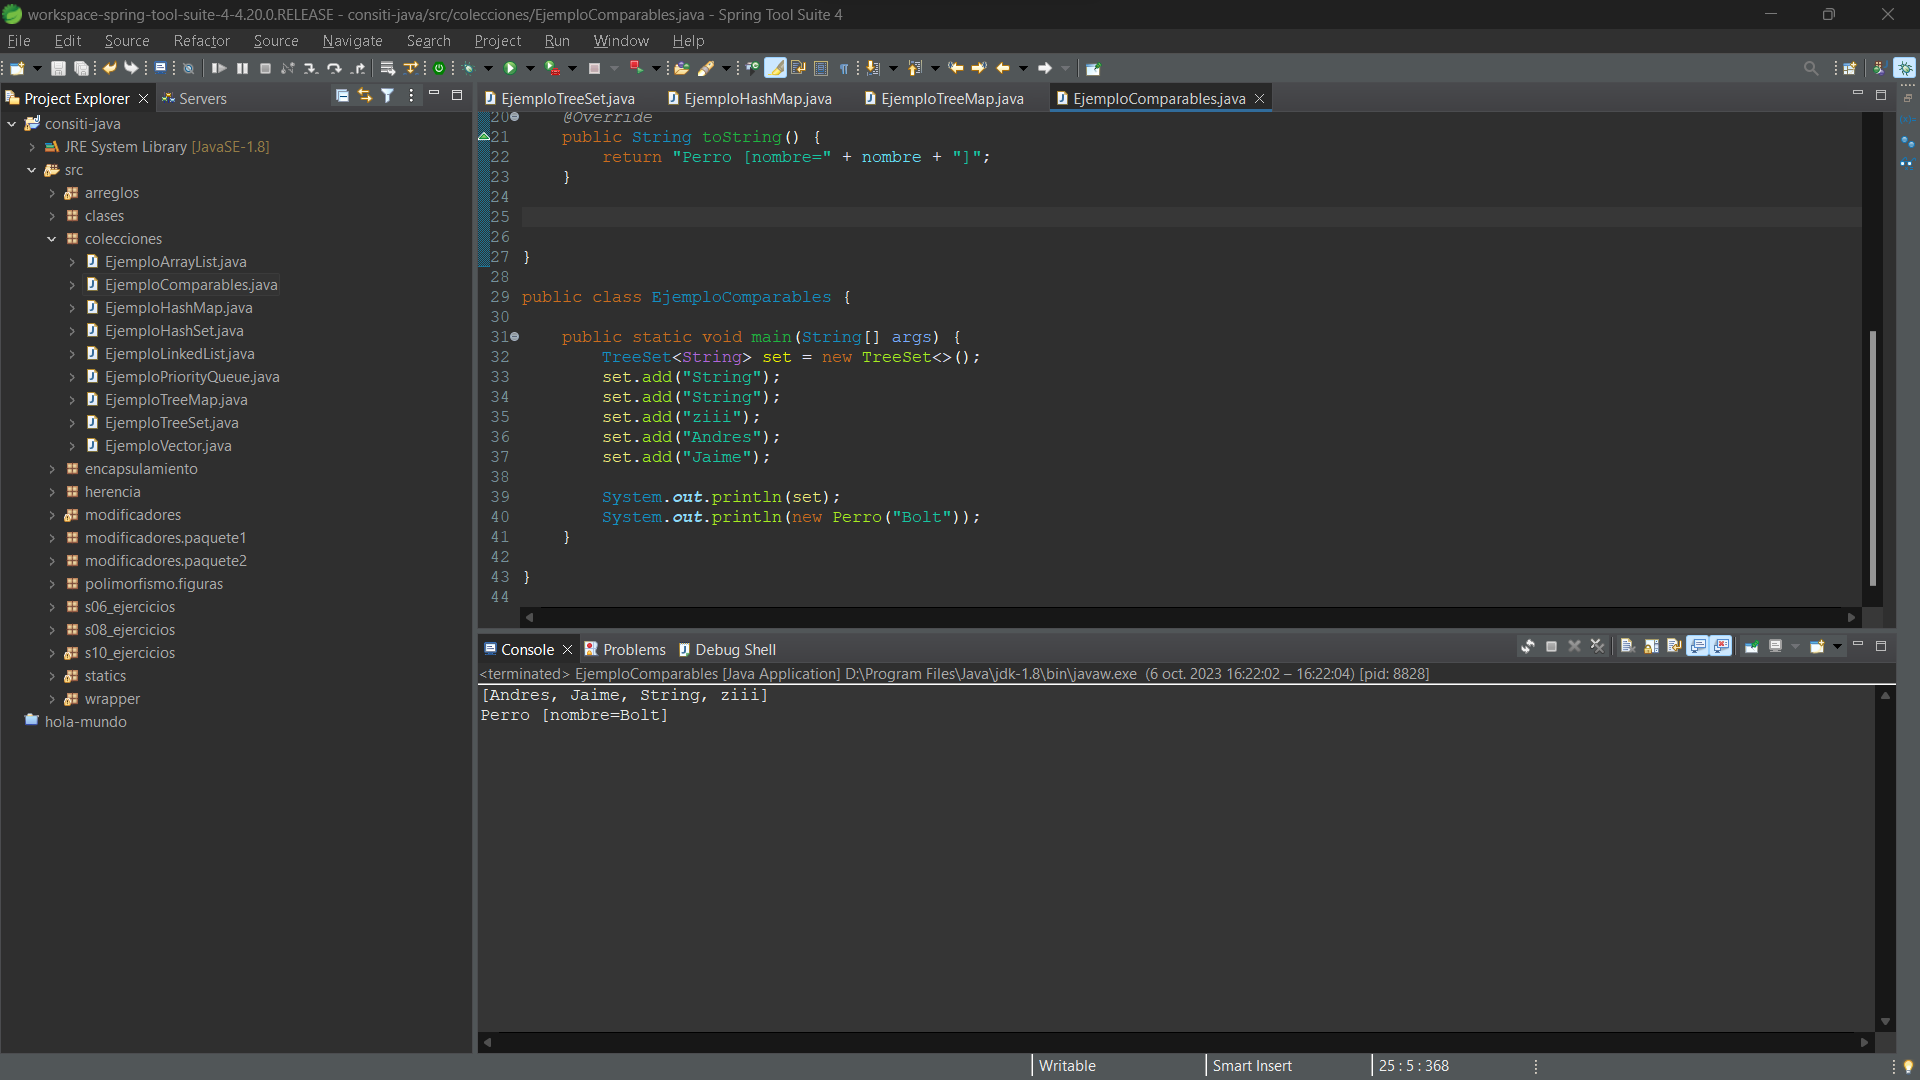 workspace-spring-tool-suite-4-4.20.0.RELEASE - consiti-java/src/colecciones/EjemploComparables.java - Spring Tool Suite 4
File Edit Source Refactor Source Navigate Search Project Run Window Help
Project Explorer Servers
consiti-java
JRE System Library [JavaSE-1.8]
src
arreglos
clases
colecciones
EjemploArrayList.java
EjemploComparables.java
EjemploHashMap.java
EjemploHashSet.java
EjemploLinkedList.java
EjemploPriorityQueue.java
EjemploTreeMap.java
EjemploTreeSet.java
EjemploVector.java
encapsulamiento
herencia
modificadores
modificadores.paquete1
modificadores.paquete2
polimorfismo.figuras
s06_ejercicios
s08_ejercicios
s10_ejercicios
statics
wrapper
hola-mundo
EjemploTreeSet.java EjemploHashMap.java EjemploTreeMap.java EjemploComparables.java
20 @Override
21 public String toString() {
22 return "Perro [nombre=" + nombre + "]";
23 }
24
25
26
27 }
28
29 public class EjemploComparables {
30
31 public static void main(String[] args) {
32 TreeSet<String> set = new TreeSet<>();
33 set.add("String");
34 set.add("String");
35 set.add("ziii");
36 set.add("Andres");
37 set.add("Jaime");
38
39 System.out.println(set);
40 System.out.println(new Perro("Bolt"));
41 }
42
43 }
44
Console Problems Debug Shell
<terminated> EjemploComparables [Java Application] D:\Program Files\Java\jdk-1.8\bin\javaw.exe (6 oct. 2023 16:22:02 – 16:22:04) [pid: 8828]
[Andres, Jaime, String, ziii]
Perro [nombre=Bolt]
Writable Smart Insert 25 : 5 : 368